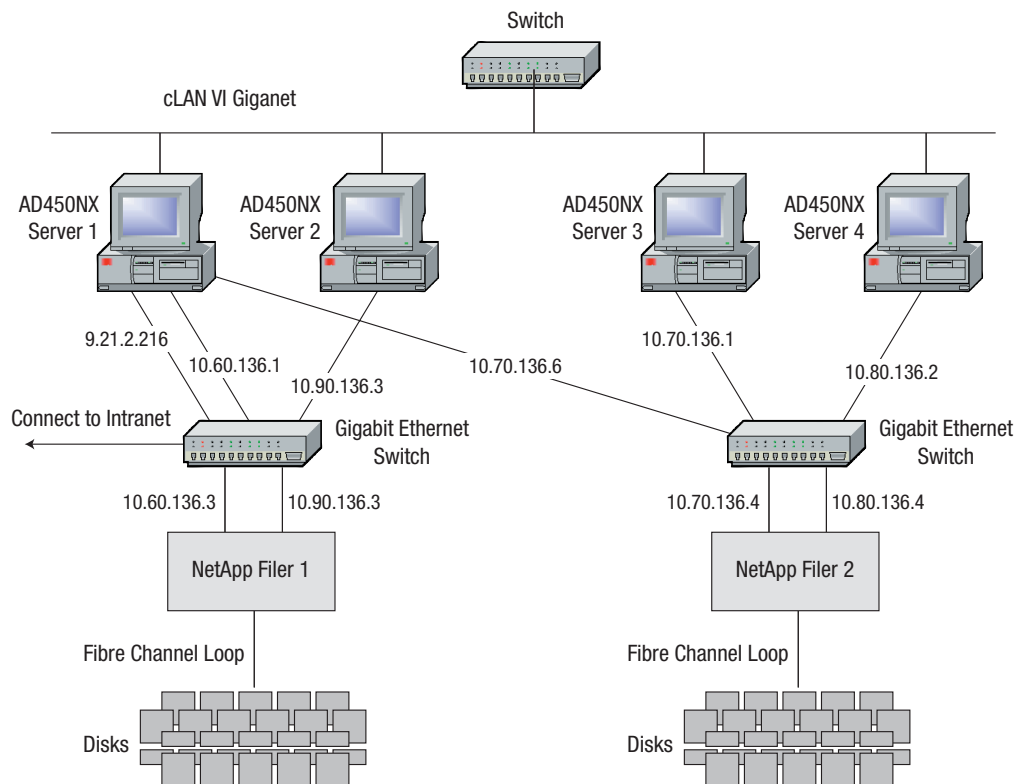 Switch
cLAN VI Giganet
AD450NX
Server 1
AD450NX
Server 2
AD450NX
Server 3
AD450NX
Server 4
9.21.2.216
10.60.136.1
10.90.136.3
10.70.136.6
10.70.136.1
10.80.136.2
Connect to Intranet
Gigabit Ethernet
Switch
Gigabit Ethernet
Switch
10.60.136.3
10.90.136.3
10.70.136.4
10.80.136.4
NetApp Filer 1
NetApp Filer 2
Fibre Channel Loop
Fibre Channel Loop
Disks
Disks